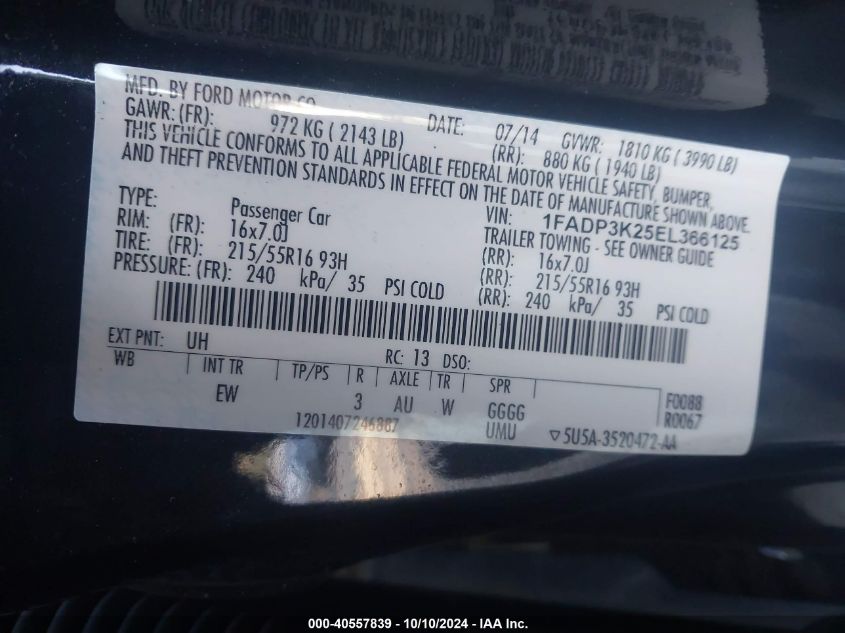 MFD. BY FORD MOTOR CO.
DATE: 07/14 GVWR: 1810 KG ( 3990 LB)
GAWR: (FR): 972 KG ( 2143 LB) (RR): 880 KG ( 1940 LB)
THIS VEHICLE CONFORMS TO ALL APPLICABLE FEDERAL MOTOR VEHICLE SAFETY, BUMPER,
AND THEFT PREVENTION STANDARDS IN EFFECT ON THE DATE OF MANUFACTURE SHOWN ABOVE.
VIN: 1FADP3K25EL366125
TYPE: Passenger Car TRAILER TOWING - SEE OWNER GUIDE
RIM: (FR): 16x7.0J (RR): 16x7.0J
TIRE: (FR): 215/55R16 93H (RR): 215/55R16 93H
PRESSURE: (FR): 240 kPa/ 35 PSI COLD (RR): 240 kPa/ 35 PSI COLD
EXT PNT: UH RC: 13 DSO:
WB INT TR TP/PS R AXLE TR SPR F0088
EW 3 AU W GGGG R0067
1201407246887 UMU ▽5U5A-3520472-AA
000-40557839 - 10/10/2024 - IAA Inc.